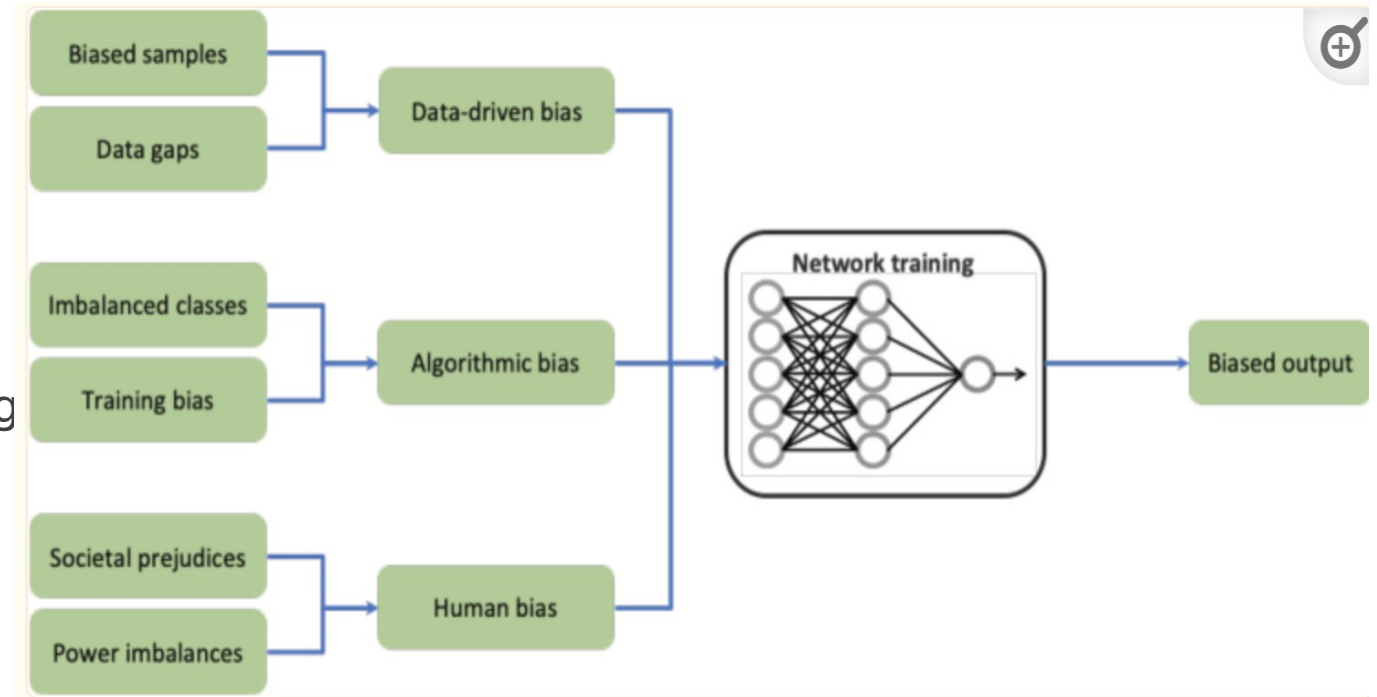 Biased samples
Data gaps
Data-driven bias
Imbalanced classes
Training bias
Algorithmic bias
Societal prejudices
Power imbalances
Human bias
Network training
Biased output
g